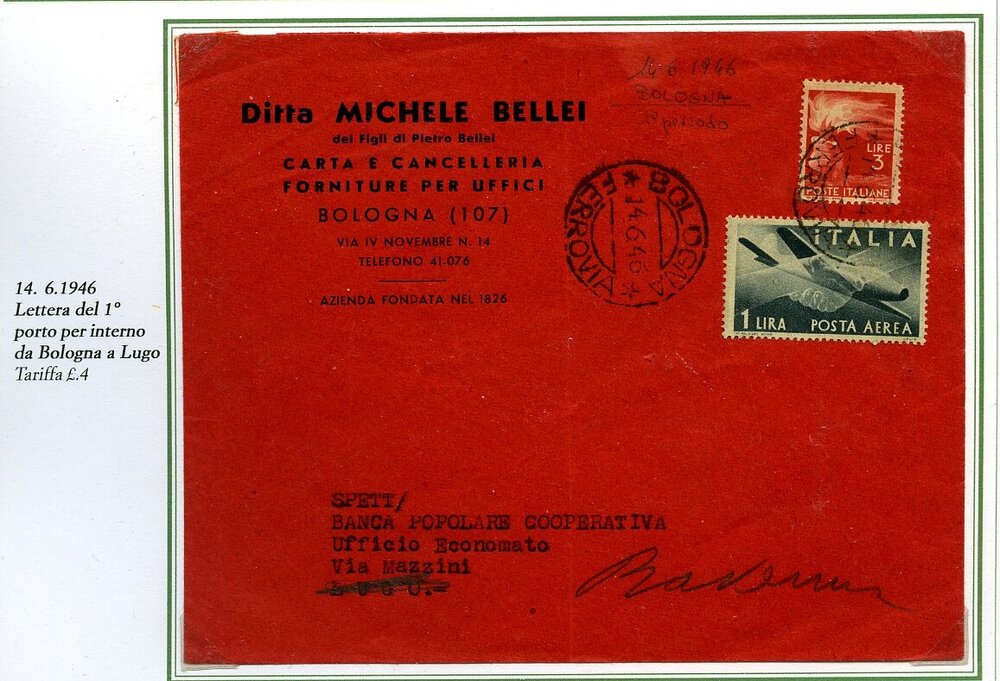 14. 6.1946
Lettera del 1°
porto per interno
da Bologna a Lugo
Tariffa £.4
Ditta MICHELE BELLEI
dei Figli di Pietro Bellei
CARTA E CANCELLERIA
FORNITURE PER UFFICI
BOLOGNA (107)
VIA IV NOVEMBRE N. 14
TELEFONO 41.076
AZIENDA FONDATA NEL 1826
14 6 1946
BOLOGNA
1° periodo
BOLOGNA
14.6.46
FERROVIA
LIRE
3
POSTE ITALIANE
ITALIA
1 LIRA POSTA AEREA
SPETT/
BANCA POPOLARE COOPERATIVA
Ufficio Economato
Via Mazzini
LUGO.-